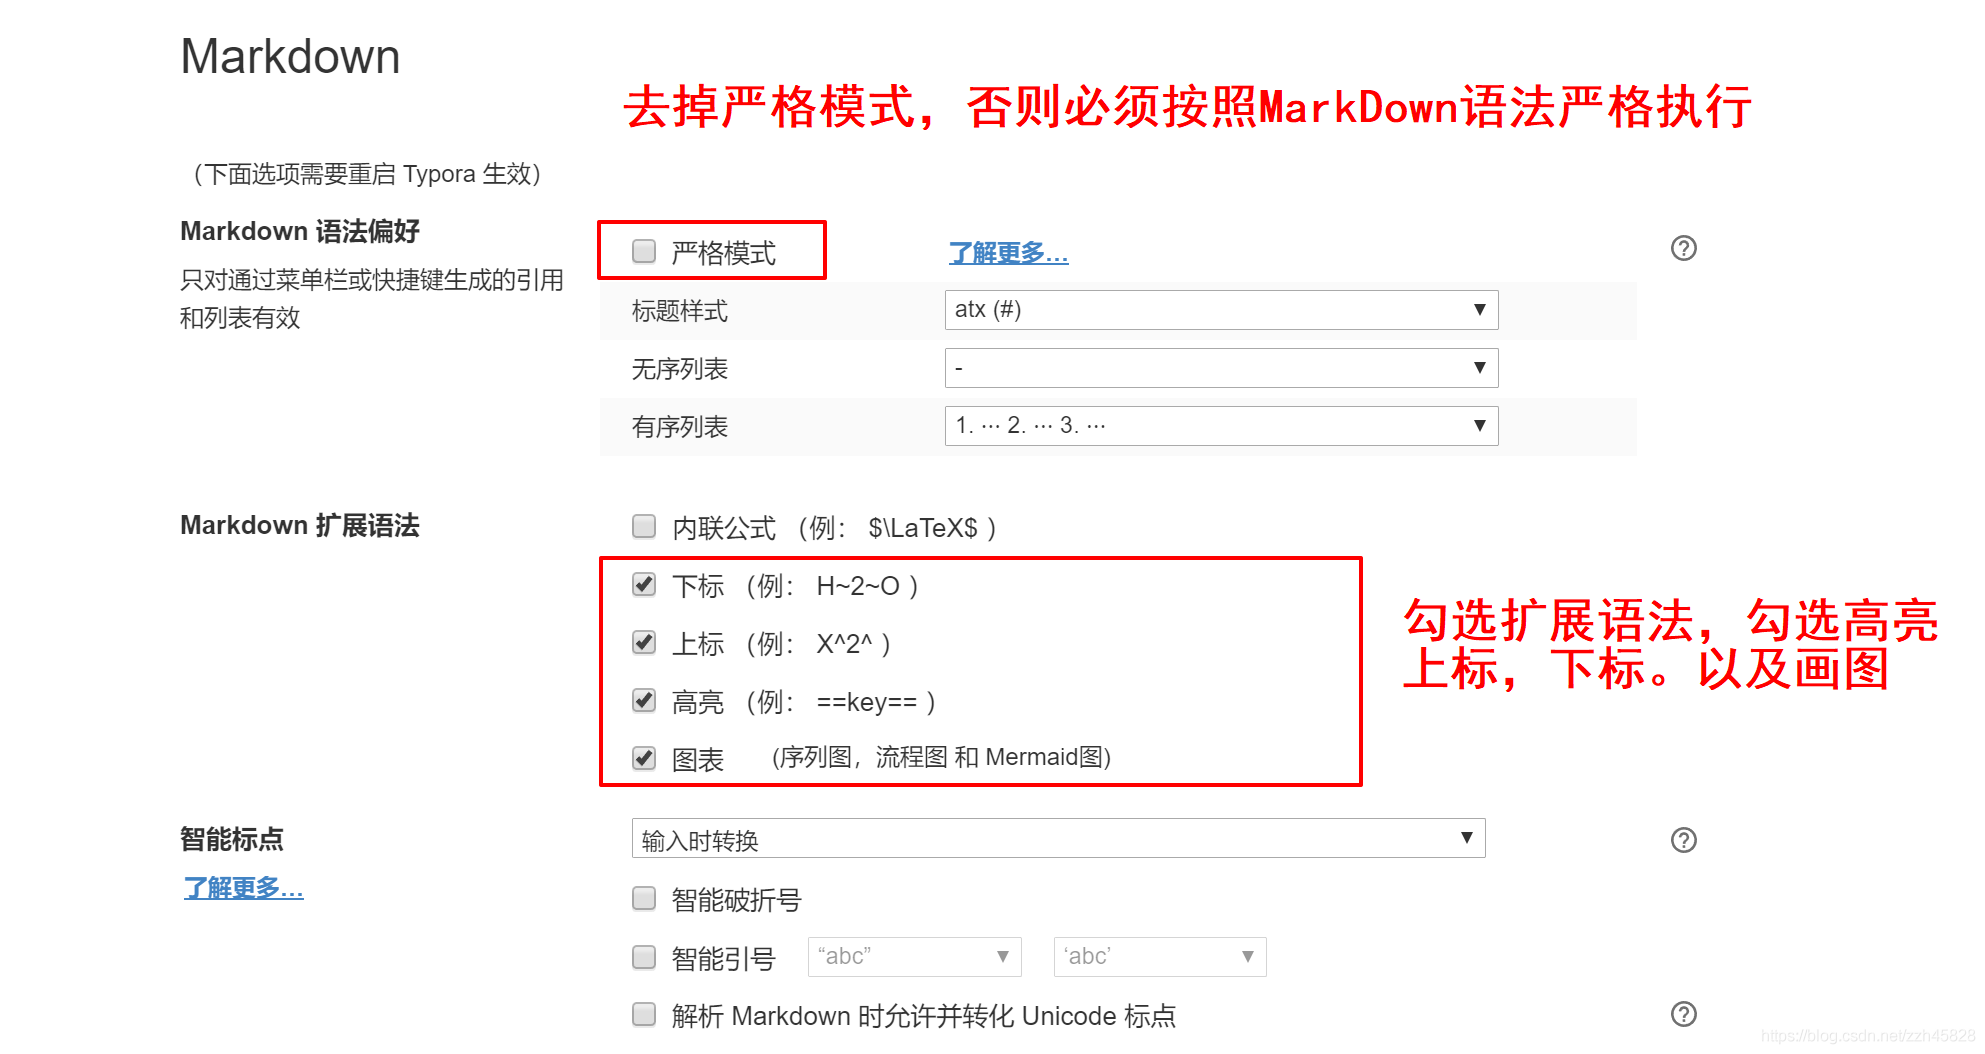 Markdown
去掉严格模式，否则必须按照MarkDown语法严格执行
（下面选项需要重启 Typora 生效）
Markdown 语法偏好
只对通过菜单栏或快捷键生成的引用
和列表有效
严格模式 了解更多…
标题样式 atx (#)
无序列表 -
有序列表 1. ··· 2. ··· 3. ···
Markdown 扩展语法
内联公式 （例： $\LaTeX$ ）
下标 （例： H~2~O ）
上标 （例： X^2^ ）
高亮 （例： ==key== ）
图表 (序列图，流程图 和 Mermaid图)
勾选扩展语法，勾选高亮
上标，下标。以及画图
智能标点
了解更多…
输入时转换
智能破折号
智能引号 “abc” ‘abc’
解析 Markdown 时允许并转化 Unicode 标点
https://blog.csdn.net/zzh45828